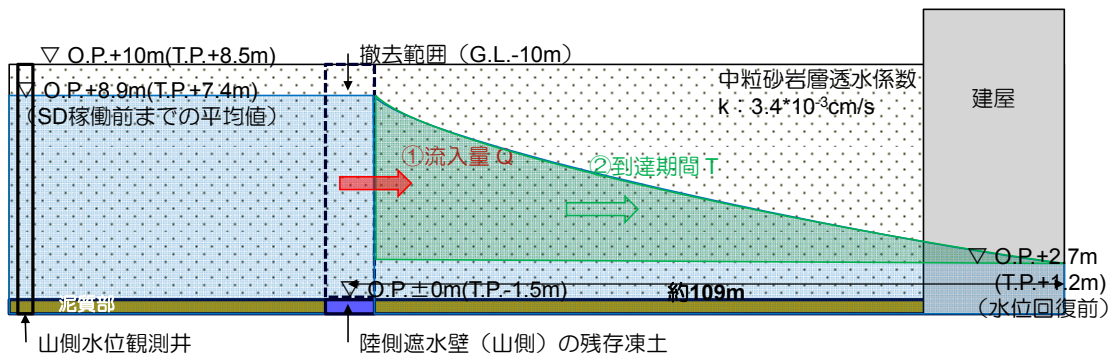 ▽ O.P.+10m(T.P.+8.5m)
撤去範囲（G.L.-10m）
▽ O.P.+8.9m(T.P.+7.4m)
（SD稼働前までの平均値）
中粒砂岩層透水係数
k：3.4*10⁻³cm/s
建屋
①流入量 Q
②到達期間 T
▽ O.P.+2.7m
(T.P.+1.2m)
（水位回復前）
▽ O.P.±0m(T.P.-1.5m)
約109m
泥質部
山側水位観測井
陸側遮水壁（山側）の残存凍土